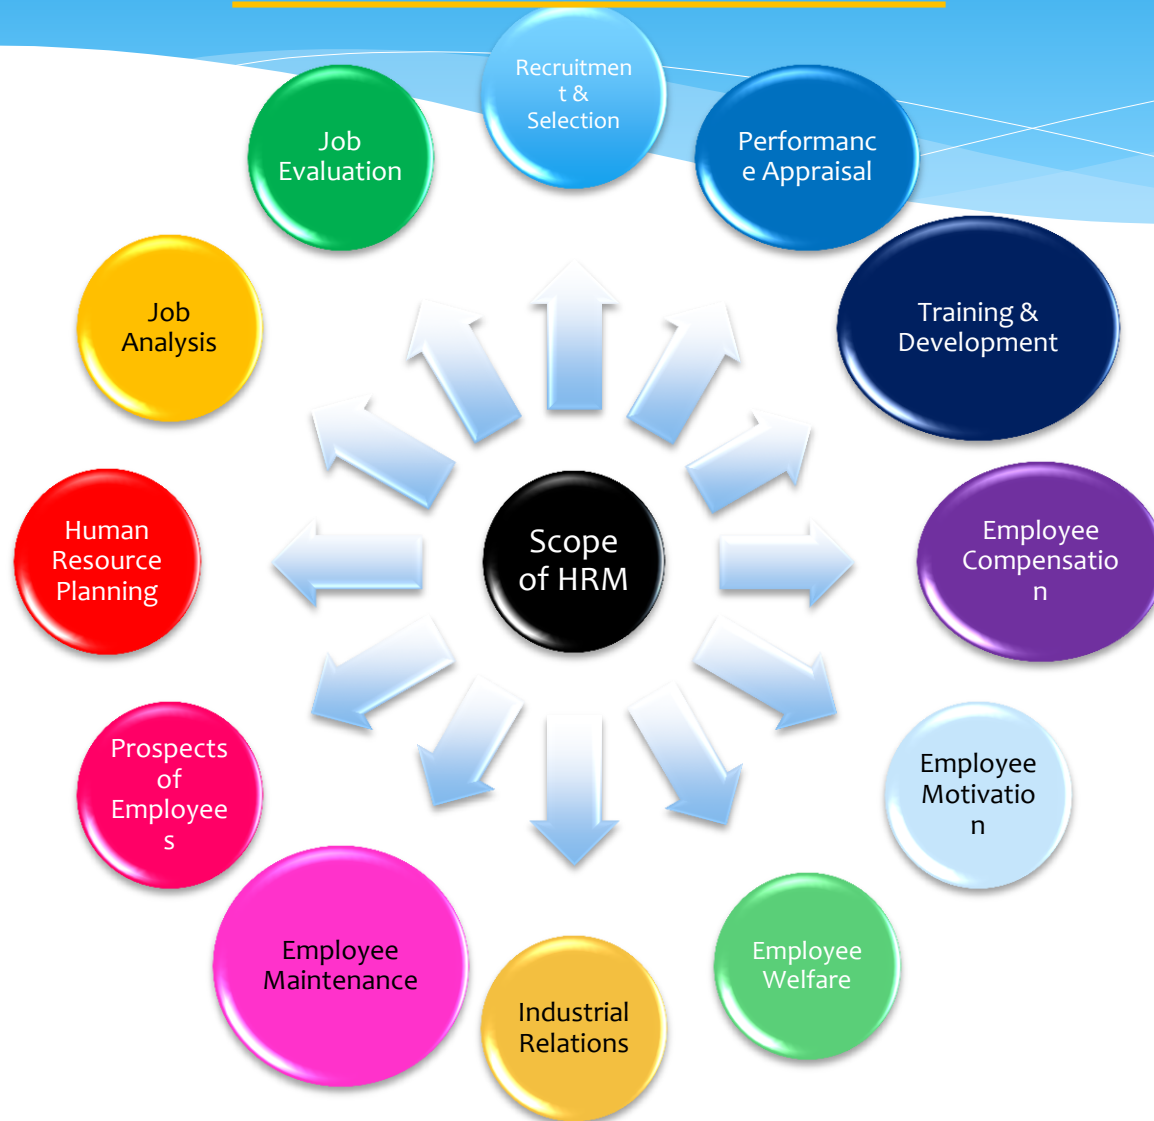 Recruitmen
t &
Selection
Performanc
e Appraisal
Training &
Development
Employee
Compensatio
n
Employee
Motivatio
n
Employee
Welfare
Industrial
Relations
Employee
Maintenance
Prospects
of
Employee
s
Human
Resource
Planning
Job
Analysis
Job
Evaluation
Scope
of HRM